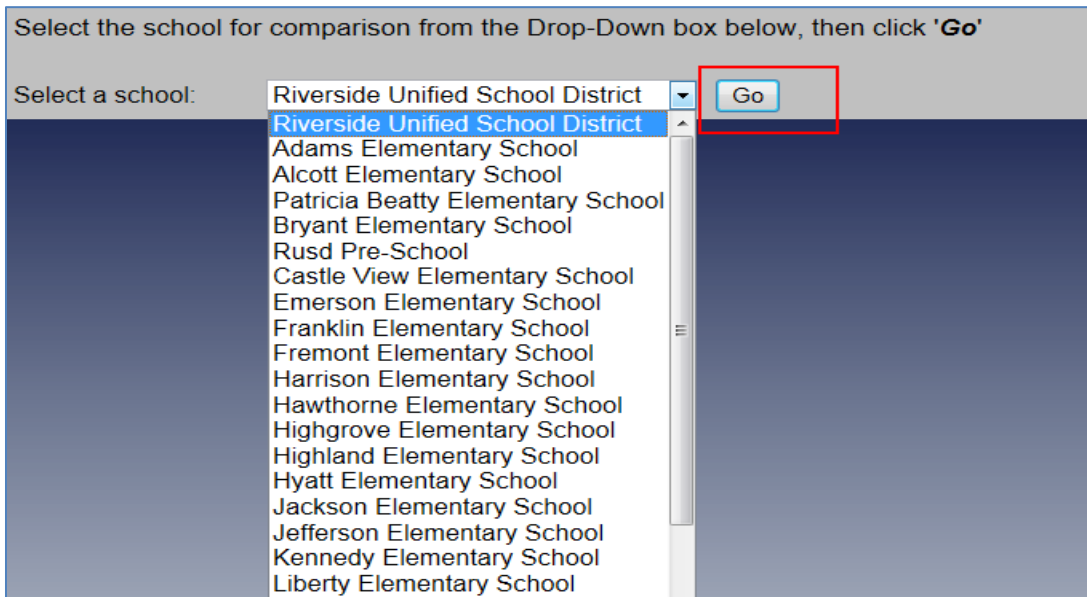 Select the school for comparison from the Drop-Down box below, then click 'Go'
Select a school: Riverside Unified School District Go
Riverside Unified School District
Adams Elementary School
Alcott Elementary School
Patricia Beatty Elementary School
Bryant Elementary School
Rusd Pre-School
Castle View Elementary School
Emerson Elementary School
Franklin Elementary School
Fremont Elementary School
Harrison Elementary School
Hawthorne Elementary School
Highgrove Elementary School
Highland Elementary School
Hyatt Elementary School
Jackson Elementary School
Jefferson Elementary School
Kennedy Elementary School
Liberty Elementary School